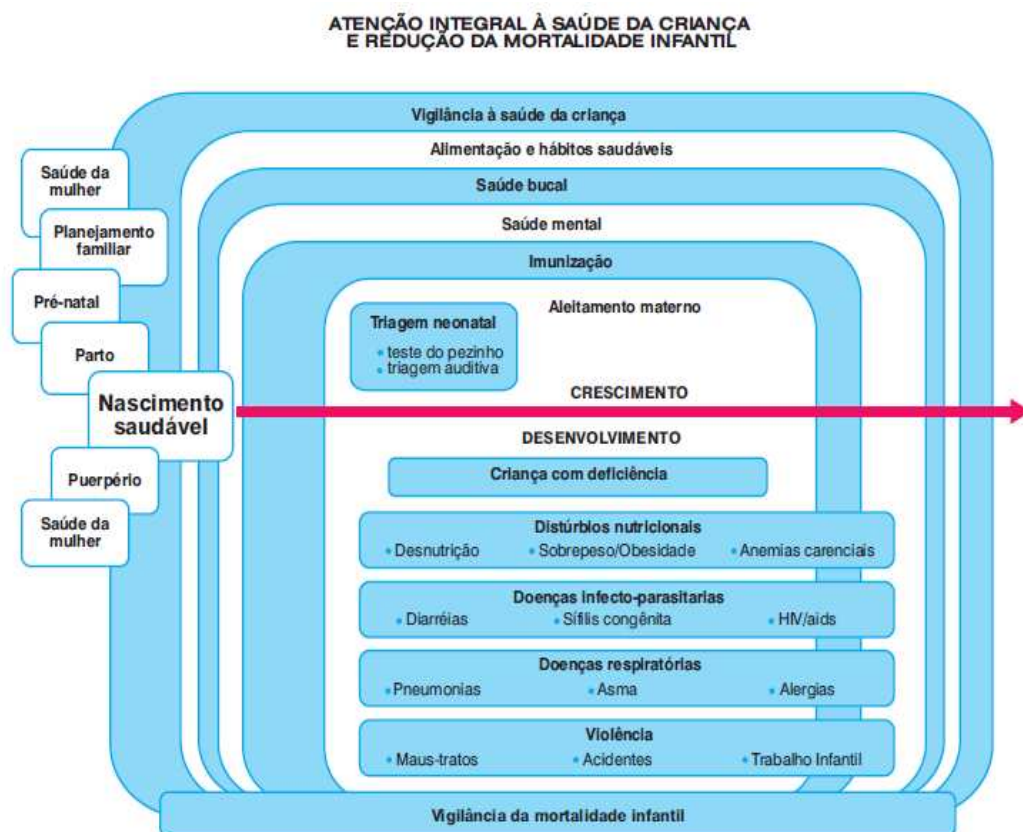 ATENÇÃO INTEGRAL À SAÚDE DA CRIANÇA
E REDUÇÃO DA MORTALIDADE INFANTIL
Vigilância à saúde da criança
Alimentação e hábitos saudáveis
Saúde bucal
Saúde mental
Imunização
Aleitamento materno
Saúde da
mulher
Planejamento
familiar
Pré-natal
Parto
Nascimento
saudável
Puerpério
Saúde da
mulher
Triagem neonatal
• teste do pezinho
• triagem auditiva
CRESCIMENTO
DESENVOLVIMENTO
Criança com deficiência
Distúrbios nutricionais
• Desnutrição • Sobrepeso/Obesidade • Anemias carenciais
Doenças infecto-parasitarias
• Diarréias • Sífilis congênita • HIV/aids
Doenças respiratórias
• Pneumonias • Asma • Alergias
Violência
• Maus-tratos • Acidentes • Trabalho Infantil
Vigilância da mortalidade infantil